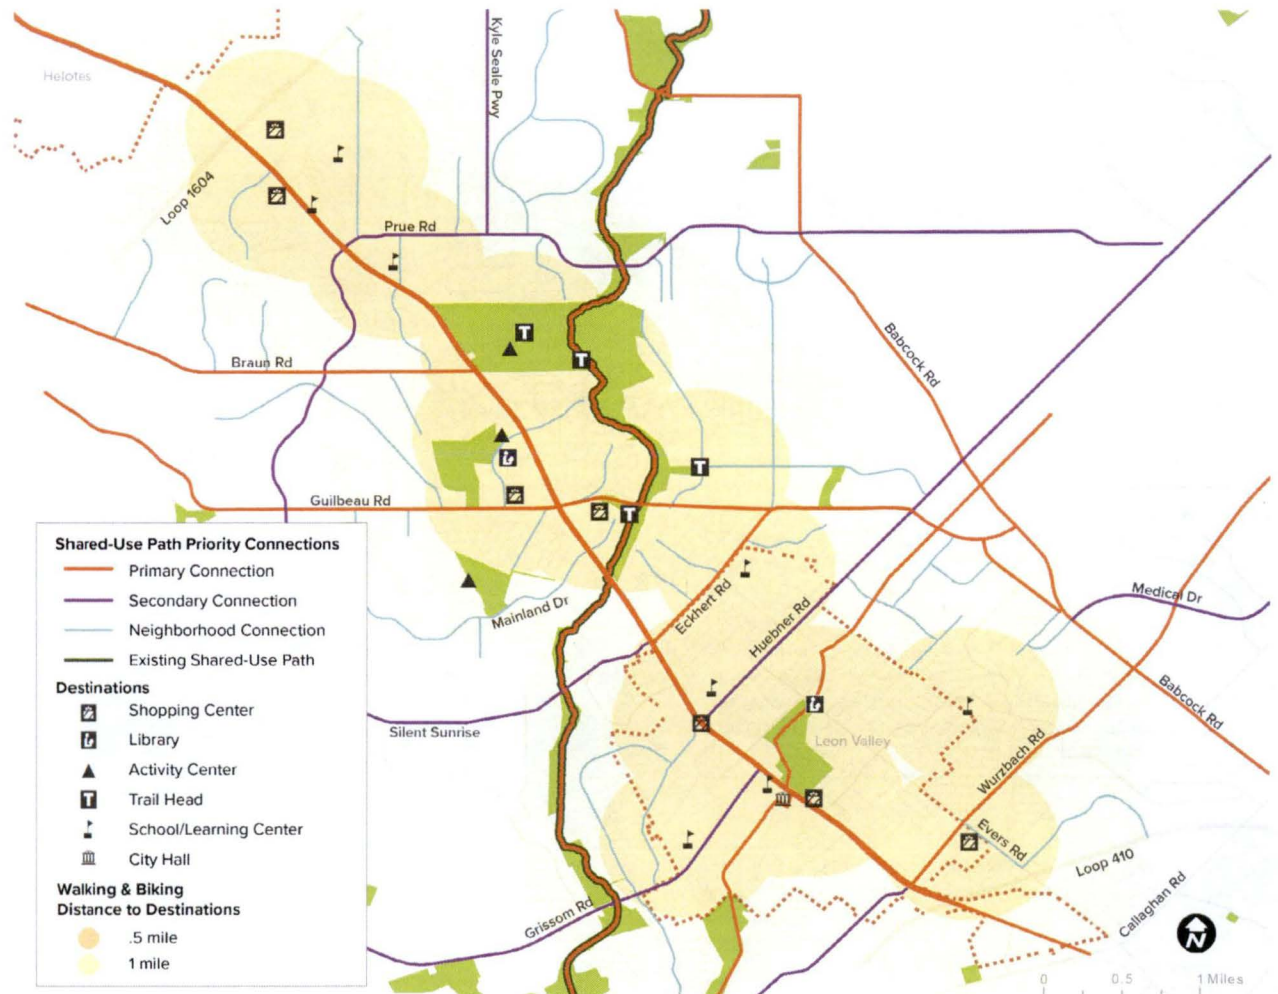 Helotes
Kyle Seale Pwy
Loop 1604
Prue Rd
Babcock Rd
Braun Rd
Guilbeau Rd
Mainland Dr
Eckhert Rd
Huebner Rd
Medical Dr
Babcock Rd
Silent Sunrise
Leon Valley
Wurzbach Rd
Evers Rd
Loop 410
Callaghan Rd
Grissom Rd
Shared-Use Path Priority Connections
Primary Connection
Secondary Connection
Neighborhood Connection
Existing Shared-Use Path
Destinations
Shopping Center
Library
Activity Center
T Trail Head
School/Learning Center
City Hall
Walking & Biking
Distance to Destinations
.5 mile
1 mile
T
T
T
T
N
0 0.5 1 Miles